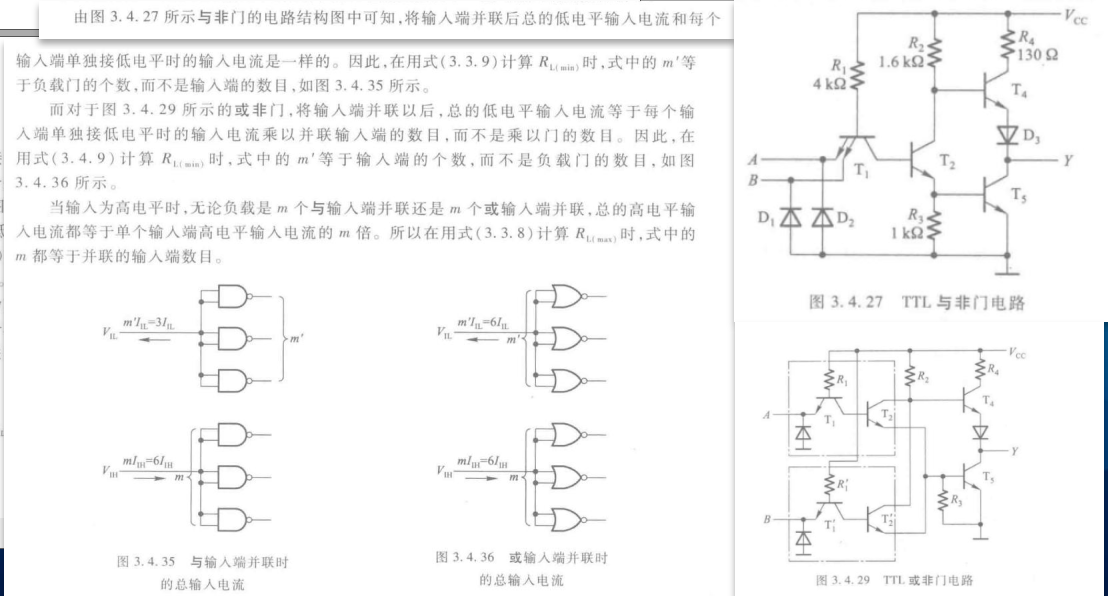 由图 3.4.27 所示与非门的电路结构图中可知,将输入端并联后总的低电平输入电流和每个
输入端单独接低电平时的输入电流是一样的。因此,在用式(3.3.9)计算 R_{L(min)} 时,式中的 m′等
于负载门的个数,而不是输入端的数目,如图 3.4.35 所示。
而对于图 3.4.29 所示的或非门,将输入端并联以后,总的低电平输入电流等于每个输
入端单独接低电平时的输入电流乘以并联输入端的数目,而不是乘以门的数目。因此,在
用式(3.4.9)计算 R_{L(min)} 时,式中的 m′等于输入端的个数,而不是负载门的数目,如图
3.4.36 所示。
当输入为高电平时,无论负载是 m 个与输入端并联还是 m 个或输入端并联,总的高电平输
入电流都等于单个输入端高电平输入电流的 m 倍。所以在用式(3.3.8)计算 R_{L(max)} 时,式中的
m 都等于并联的输入端数目。
V_{IL} m′I_{IL}=3I_{IL} m′
V_{IH} mI_{IH}=6I_{IH} m
图 3.4.35 与输入端并联时
的总输入电流
V_{IL} m′I_{IL}=6I_{IL} m′
V_{IH} mI_{IH}=6I_{IH} m
图 3.4.36 或输入端并联时
的总输入电流
V_{CC}
R_1
4 kΩ
R_2
1.6 kΩ
R_4
130 Ω
T_4
D_3
A
B
T_1
T_2
Y
D_1
D_2
R_3
1 kΩ
T_5
图 3.4.27 TTL 与非门电路
V_{CC}
R_1
R_2
R_4
A
T_1
T_2
T_4
Y
R′_1
R_3
T_5
B
T′_1
T′_2
图 3.4.29 TTL 或非门电路